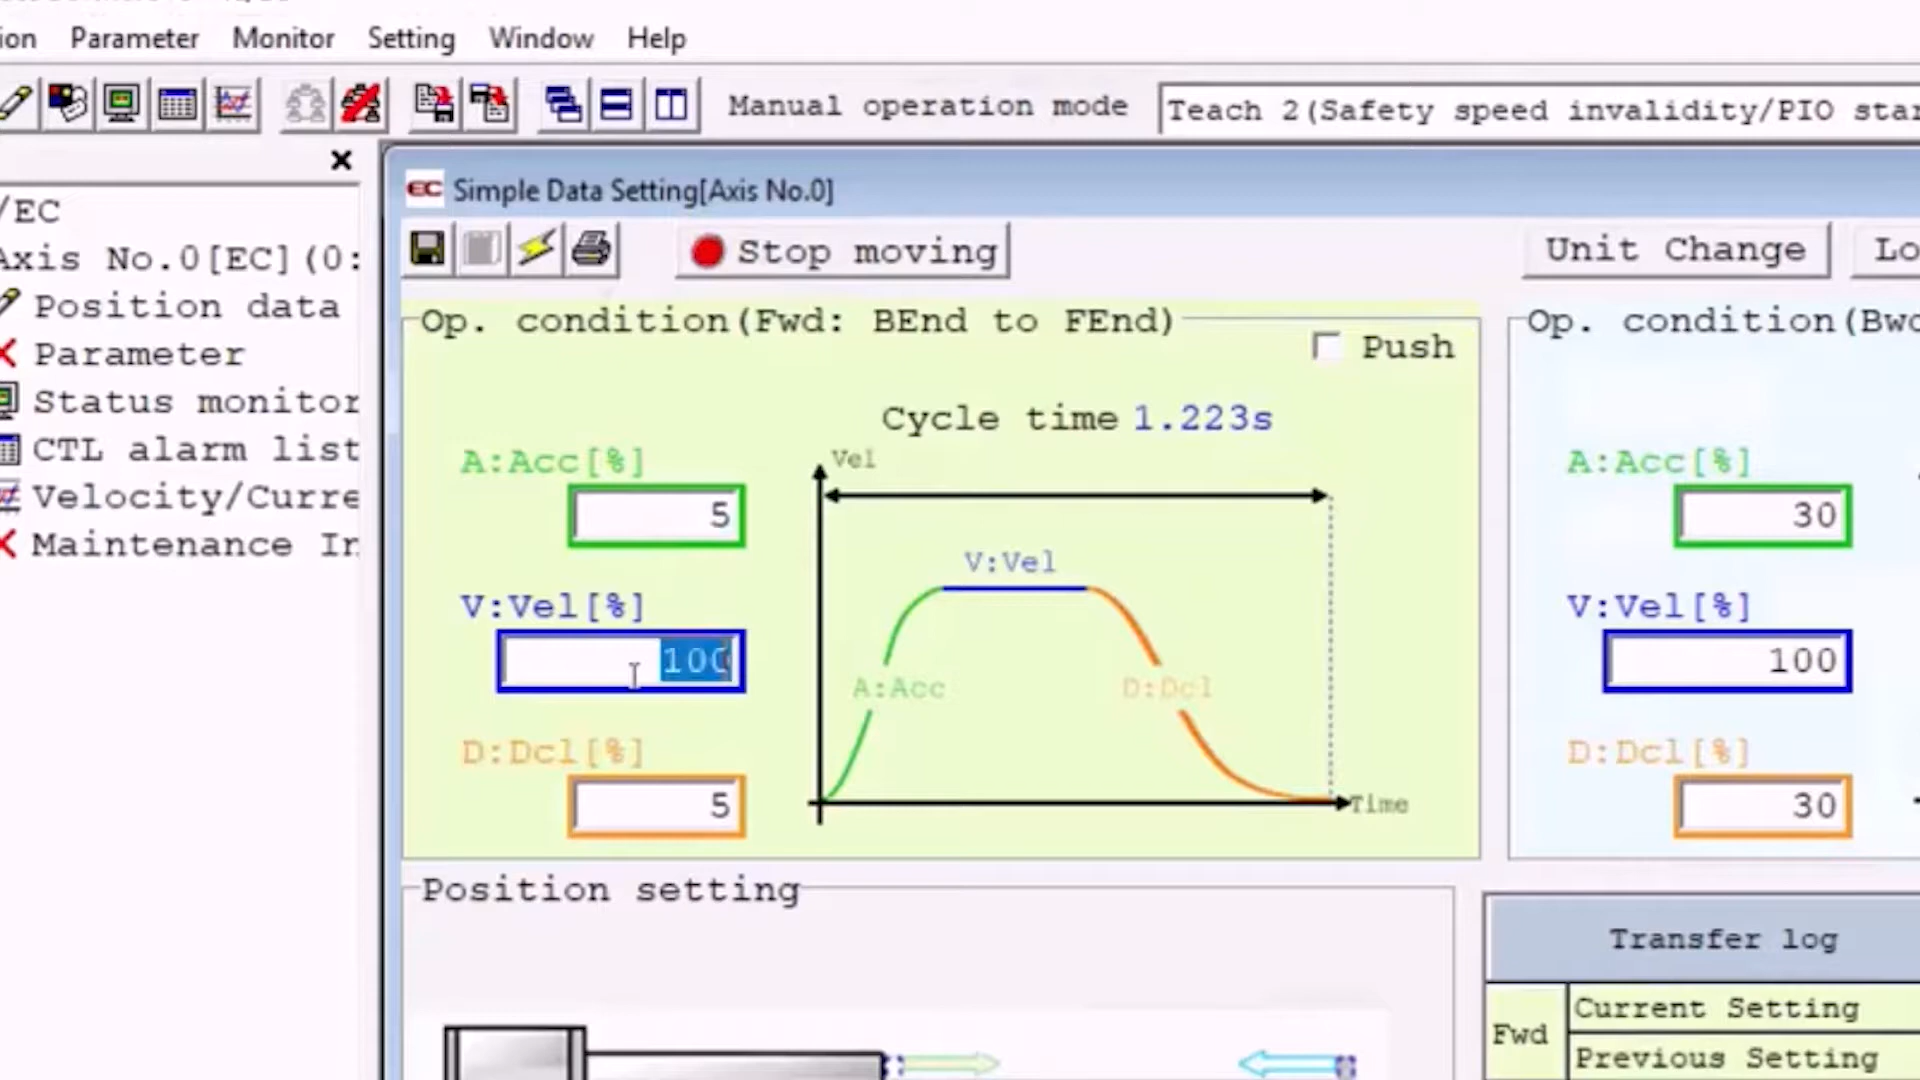 ion Parameter Monitor Setting Window Help
Manual operation mode Teach 2(Safety speed invalidity/PIO star
/EC
Axis No.0[EC](0:
Position data
Parameter
Status monitor
CTL alarm list
Velocity/Curre
Maintenance In
EC Simple Data Setting[Axis No.0]
Stop moving Unit Change Lo
Op. condition(Fwd: BEnd to FEnd)
Push
Cycle time 1.223s
A:Acc[%]
5
V:Vel[%]
100
D:Dcl[%]
5
Vel
V:Vel
A:Acc
D:Dcl
Time
Op. condition(Bwd
A:Acc[%]
30
V:Vel[%]
100
D:Dcl[%]
30
Position setting
Transfer log
Fwd
Current Setting
Previous Setting